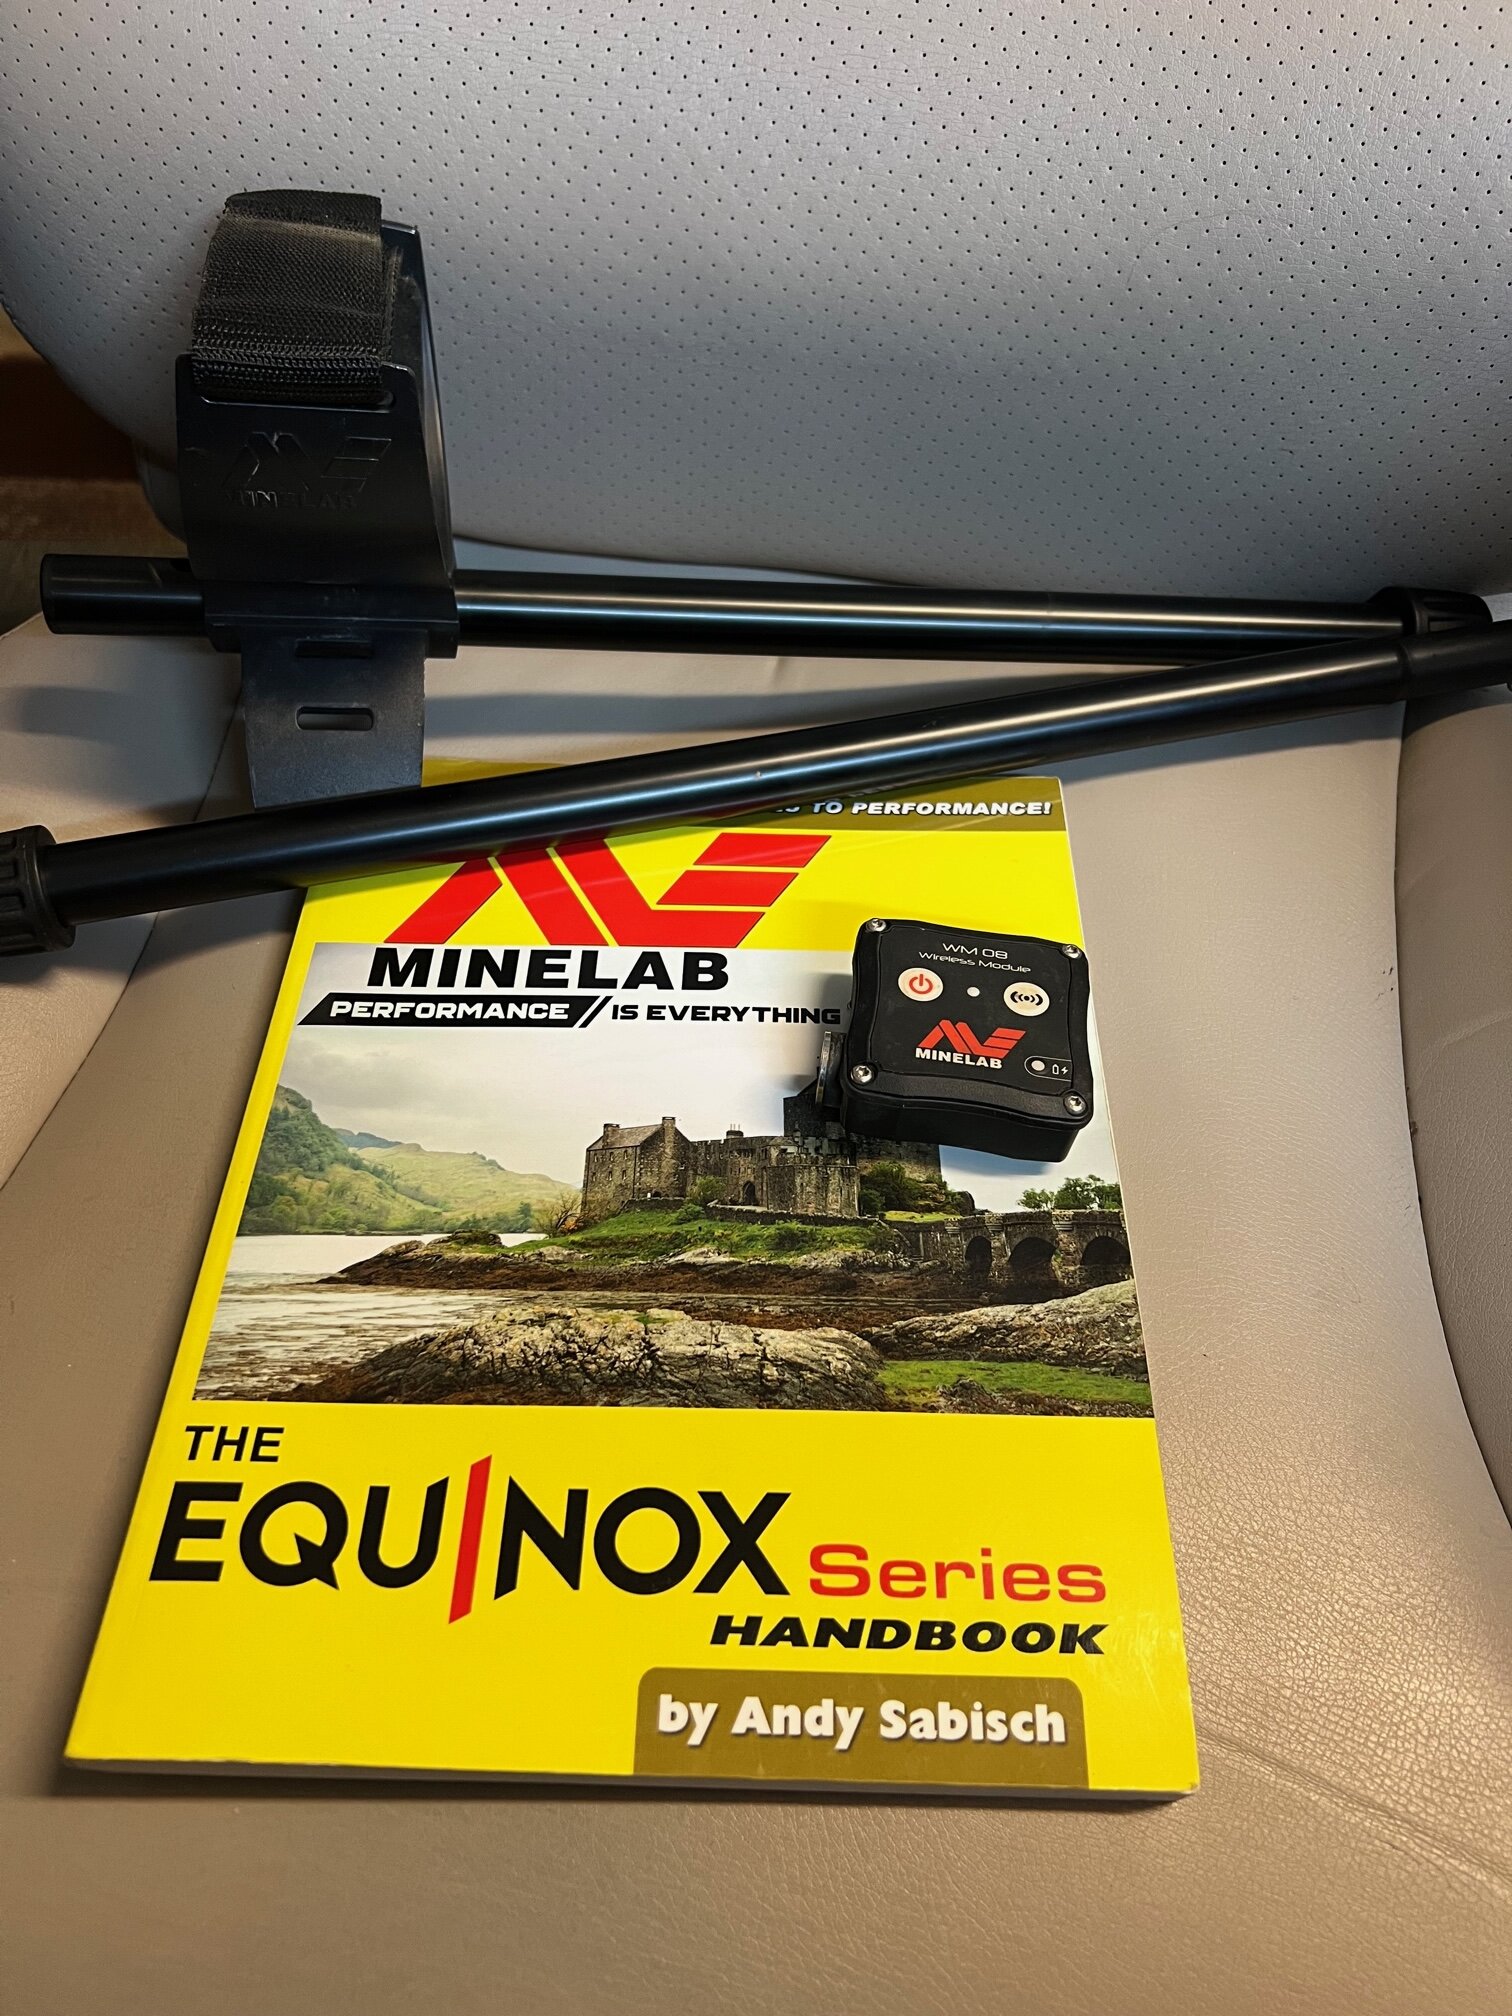 MINELAB
TO PERFORMANCE!
MINELAB
PERFORMANCE IS EVERYTHING
WM 08
Wireless Module
MINELAB
THE
EQUINOX Series
HANDBOOK
by Andy Sabisch